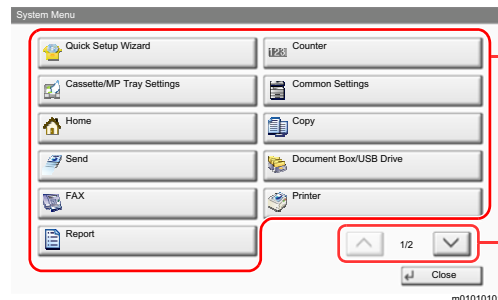 System Menu
Quick Setup Wizard
123
Counter
Cassette/MP Tray Settings
Common Settings
Home
Copy
Send
Document Box/USB Drive
FAX
Printer
Report
1/2
Close
m0101010